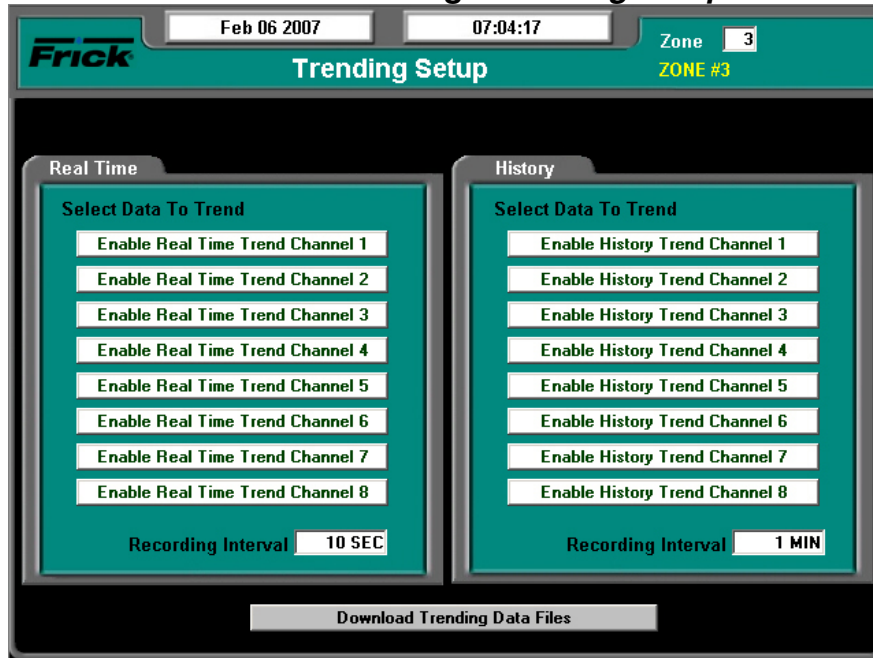 Feb 06 2007
07:04:17
Zone 3
Frick
Trending Setup
ZONE #3
Real Time
Select Data To Trend
Enable Real Time Trend Channel 1
Enable Real Time Trend Channel 2
Enable Real Time Trend Channel 3
Enable Real Time Trend Channel 4
Enable Real Time Trend Channel 5
Enable Real Time Trend Channel 6
Enable Real Time Trend Channel 7
Enable Real Time Trend Channel 8
Recording Interval 10 SEC
History
Select Data To Trend
Enable History Trend Channel 1
Enable History Trend Channel 2
Enable History Trend Channel 3
Enable History Trend Channel 4
Enable History Trend Channel 5
Enable History Trend Channel 6
Enable History Trend Channel 7
Enable History Trend Channel 8
Recording Interval 1 MIN
Download Trending Data Files